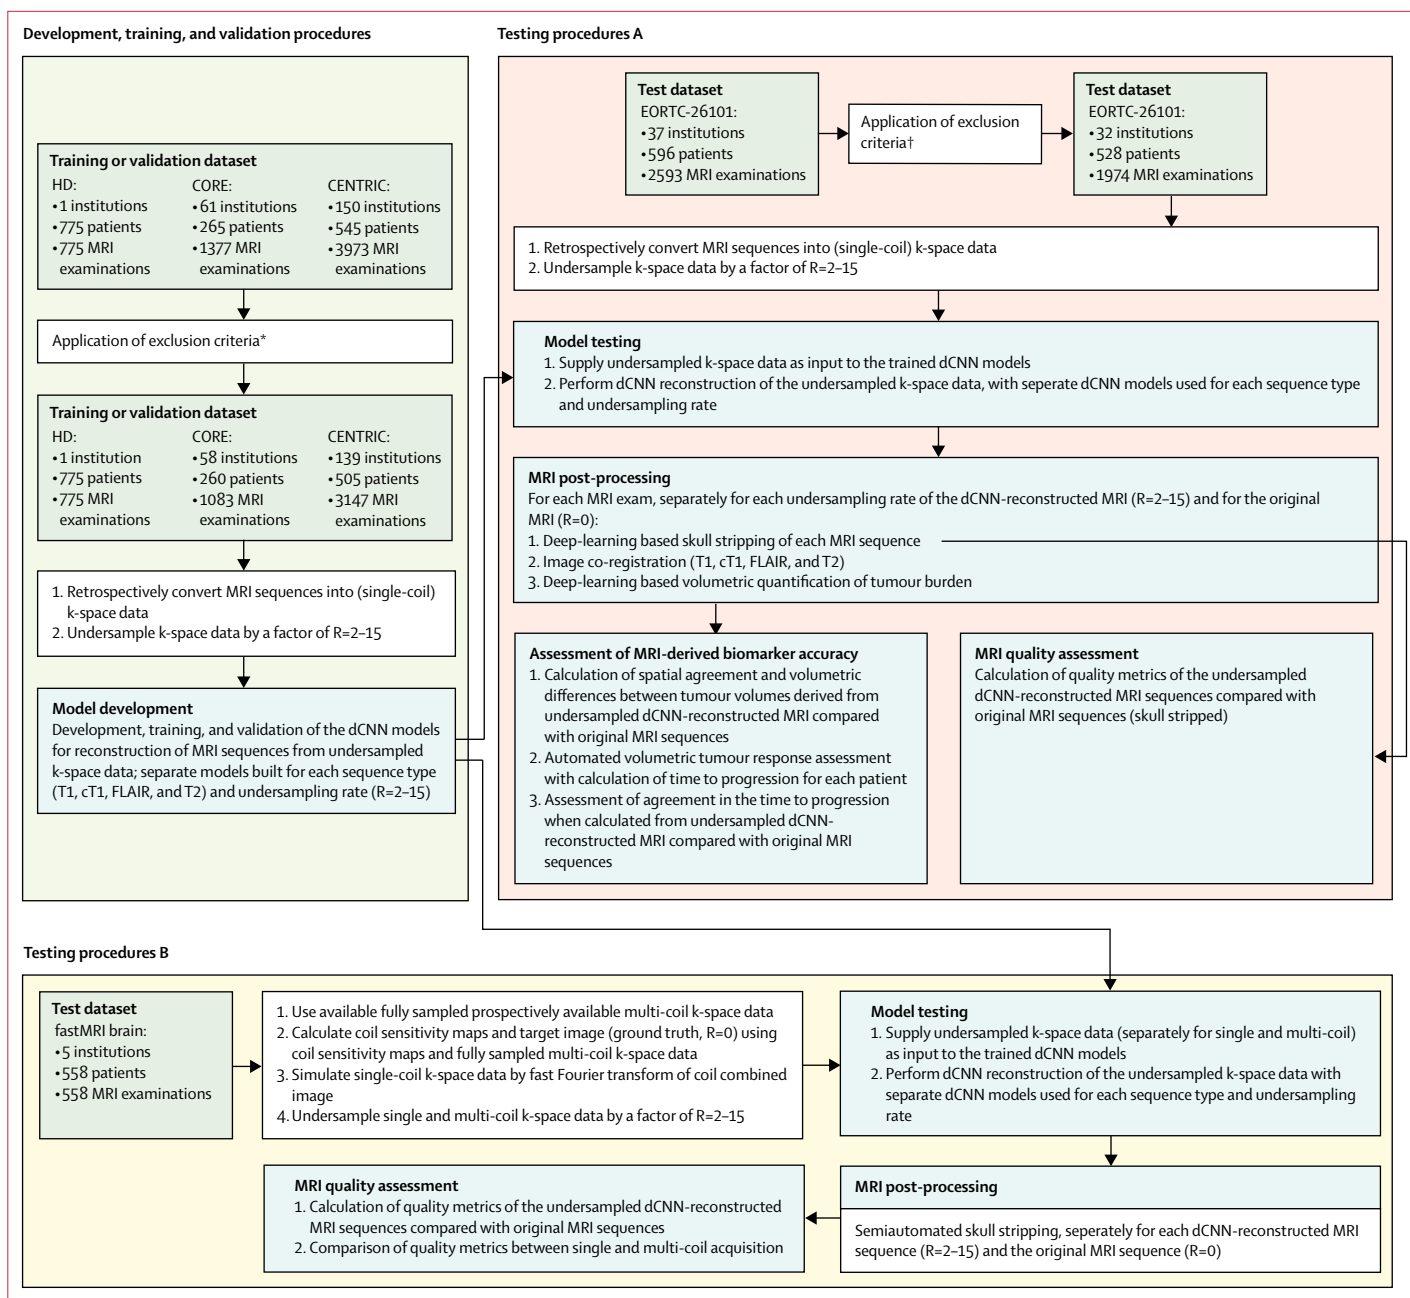 Development, training, and validation procedures
Training or validation dataset
HD:
•1 institutions
•775 patients
•775 MRI
examinations
CORE:
•61 institutions
•265 patients
•1377 MRI
examinations
CENTRIC:
•150 institutions
•545 patients
•3973 MRI
examinations
Application of exclusion criteria*
Training or validation dataset
HD:
•1 institution
•775 patients
•775 MRI
examinations
CORE:
•58 institutions
•260 patients
•1083 MRI
examinations
CENTRIC:
•139 institutions
•505 patients
•3147 MRI
examinations
1. Retrospectively convert MRI sequences into (single-coil)
k-space data
2. Undersample k-space data by a factor of R=2–15
Model development
Development, training, and validation of the dCNN models
for reconstruction of MRI sequences from undersampled
k-space data; separate models built for each sequence type
(T1, cT1, FLAIR, and T2) and undersampling rate (R=2–15)
Testing procedures A
Test dataset
EORTC-26101:
•37 institutions
•596 patients
•2593 MRI examinations
Application of exclusion
criteria†
Test dataset
EORTC-26101:
•32 institutions
•528 patients
•1974 MRI examinations
1. Retrospectively convert MRI sequences into (single-coil) k-space data
2. Undersample k-space data by a factor of R=2–15
Model testing
1. Supply undersampled k-space data as input to the trained dCNN models
2. Perform dCNN reconstruction of the undersampled k-space data, with seperate dCNN models used for each sequence type
and undersampling rate
MRI post-processing
For each MRI exam, separately for each undersampling rate of the dCNN-reconstructed MRI (R=2–15) and for the original
MRI (R=0):
1. Deep-learning based skull stripping of each MRI sequence
2. Image co-registration (T1, cT1, FLAIR, and T2)
3. Deep-learning based volumetric quantification of tumour burden
Assessment of MRI-derived biomarker accuracy
1. Calculation of spatial agreement and volumetric
differences between tumour volumes derived from
undersampled dCNN-reconstructed MRI compared
with original MRI sequences
2. Automated volumetric tumour response assessment
with calculation of time to progression for each patient
3. Assessment of agreement in the time to progression
when calculated from undersampled dCNN-
reconstructed MRI compared with original MRI
sequences
MRI quality assessment
Calculation of quality metrics of the undersampled
dCNN-reconstructed MRI sequences compared with
original MRI sequences (skull stripped)
Testing procedures B
Test dataset
fastMRI brain:
•5 institutions
•558 patients
•558 MRI examinations
1. Use available fully sampled prospectively available multi-coil k-space data
2. Calculate coil sensitivity maps and target image (ground truth, R=0) using
coil sensitivity maps and fully sampled multi-coil k-space data
3. Simulate single-coil k-space data by fast Fourier transform of coil combined
image
4. Undersample single and multi-coil k-space data by a factor of R=2–15
Model testing
1. Supply undersampled k-space data (separately for single and multi-coil)
as input to the trained dCNN models
2. Perform dCNN reconstruction of the undersampled k-space data with
separate dCNN models used for each sequence type and undersampling
rate
MRI post-processing
Semiautomated skull stripping, seperately for each dCNN-reconstructed MRI
sequence (R=2–15) and the original MRI sequence (R=0)
MRI quality assessment
1. Calculation of quality metrics of the undersampled dCNN-reconstructed
MRI sequences compared with original MRI sequences
2. Comparison of quality metrics between single and multi-coil acquisition